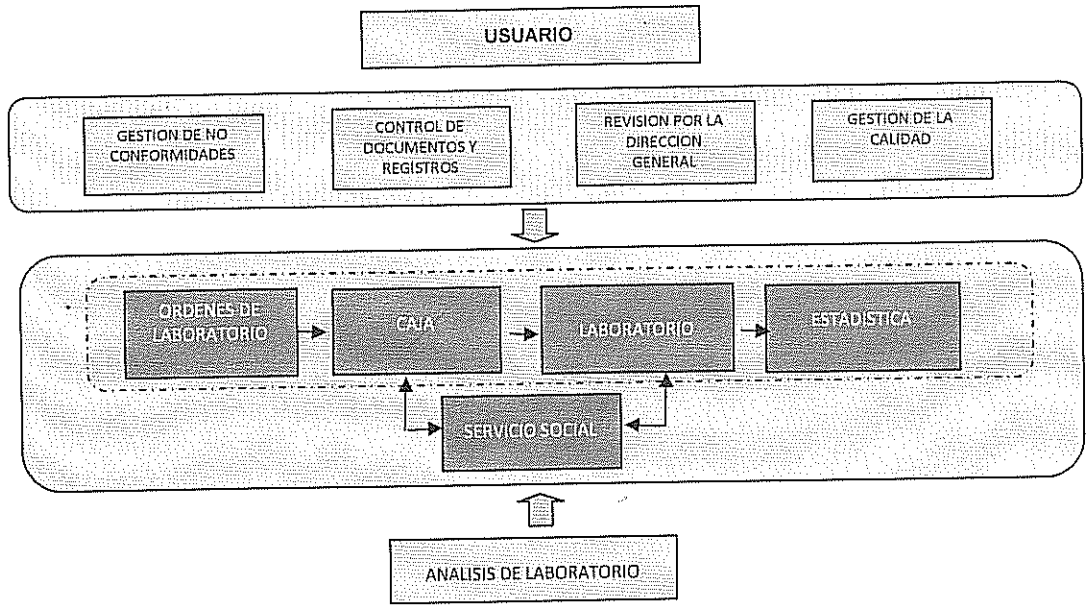 USUARIO
GESTION DE NO
CONFORMIDADES
CONTROL DE
DOCUMENTOS Y
REGISTROS
REVISION POR LA
DIRECCION
GENERAL
GESTION DE LA
CALIDAD
ORDENES DE
LABORATORIO
CAJA
LABORATORIO
ESTADISTICA
SERVICIO SOCIAL
ANALISIS DE LABORATORIO